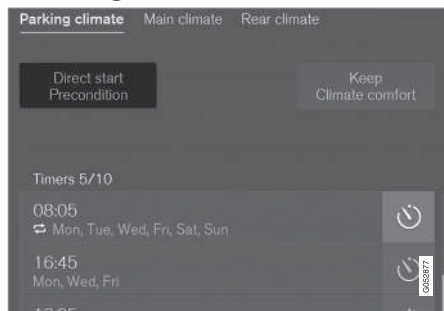 Parking climate Main climate Rear climate
Direct start
Precondition
Keep
Climate comfort
Timers 5/10
08:05
Mon, Tue, Wed, Fri, Sat, Sun
16:45
Mon, Wed, Fri
G052877